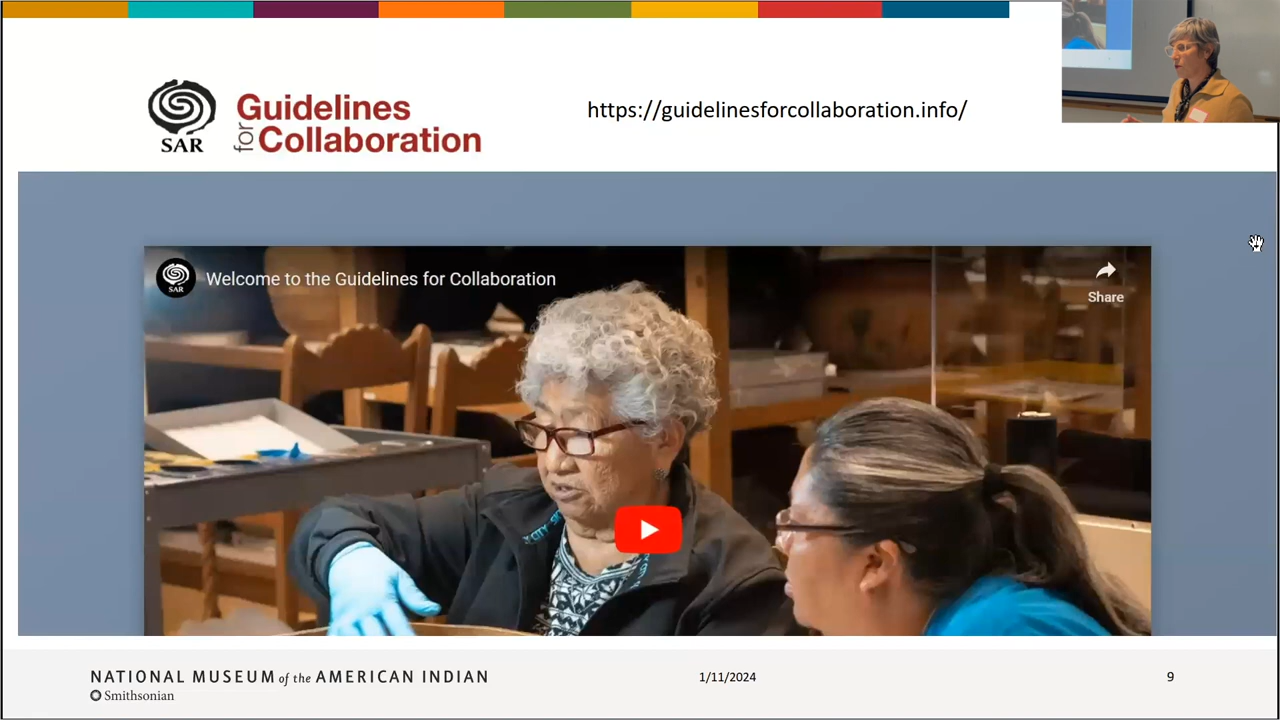 SAR
Guidelines
for
Collaboration
https://guidelinesforcollaboration.info/
SAR
Welcome to the Guidelines for Collaboration
Share
NATIONAL MUSEUM of the AMERICAN INDIAN
Smithsonian
1/11/2024
9